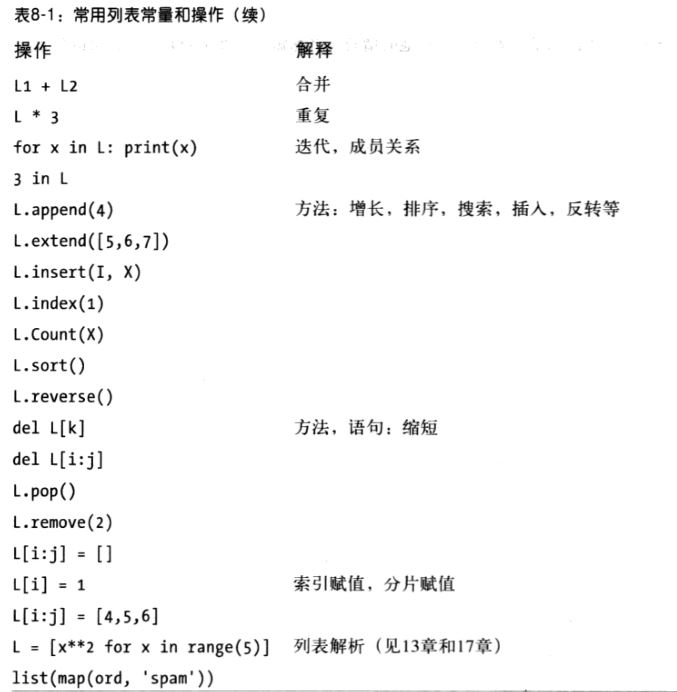 表8-1：常用列表常量和操作（续）
操作 解释
L1 + L2 合并
L * 3 重复
for x in L: print(x) 迭代，成员关系
3 in L
L.append(4) 方法：增长，排序，搜索，插入，反转等
L.extend([5,6,7])
L.insert(I, X)
L.index(1)
L.Count(X)
L.sort()
L.reverse()
del L[k] 方法，语句：缩短
del L[i:j]
L.pop()
L.remove(2)
L[i:j] = []
L[i] = 1 索引赋值，分片赋值
L[i:j] = [4,5,6]
L = [x**2 for x in range(5)] 列表解析（见13章和17章）
list(map(ord, 'spam'))